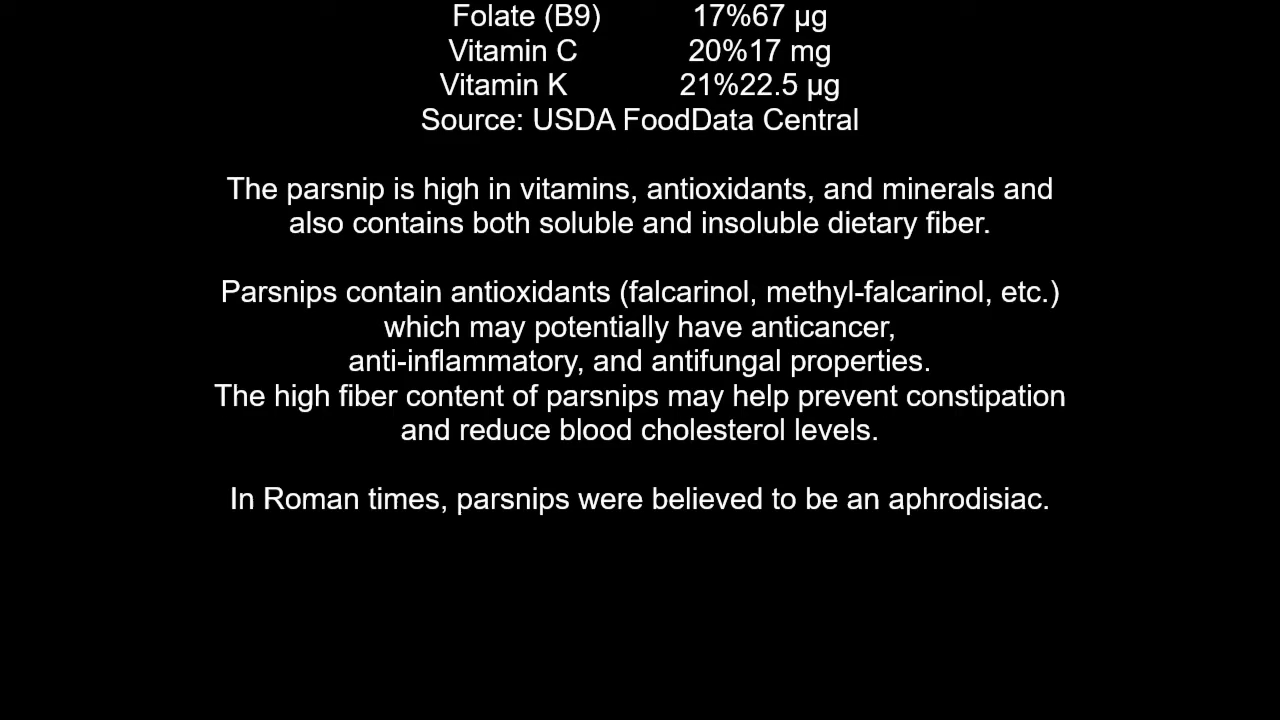 Folate (B9) 17%67 μg
Vitamin C 20%17 mg
Vitamin K 21%22.5 μg
Source: USDA FoodData Central
The parsnip is high in vitamins, antioxidants, and minerals and
also contains both soluble and insoluble dietary fiber.
Parsnips contain antioxidants (falcarinol, methyl-falcarinol, etc.)
which may potentially have anticancer,
anti-inflammatory, and antifungal properties.
The high fiber content of parsnips may help prevent constipation
and reduce blood cholesterol levels.
In Roman times, parsnips were believed to be an aphrodisiac.